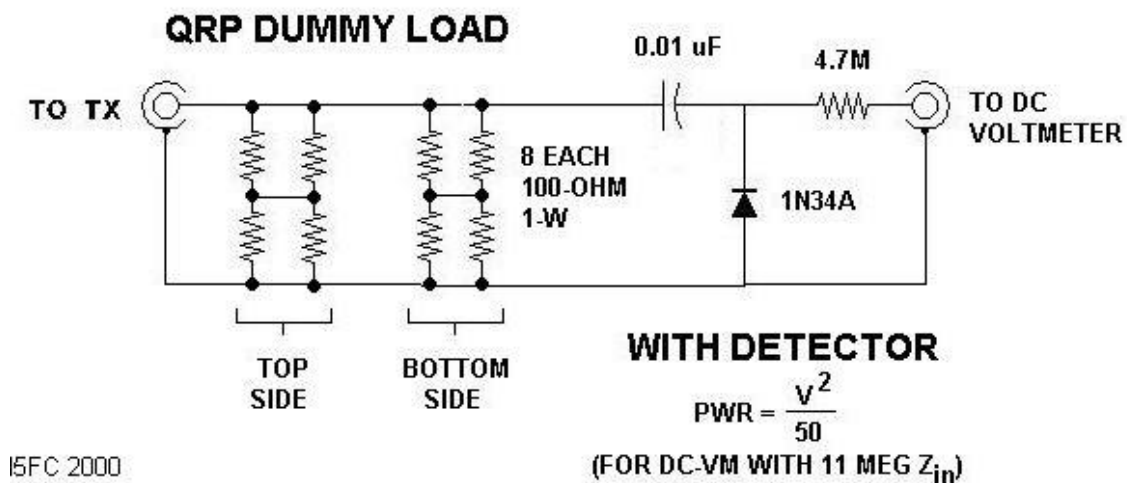 QRP DUMMY LOAD
0.01 uF
4.7M
TO TX
TO DC
VOLTMETER
8 EACH
100-OHM
1-W
1N34A
TOP
SIDE
BOTTOM
SIDE
WITH DETECTOR
PWR = V²
50
(FOR DC-VM WITH 11 MEG Zin)
I5FC 2000